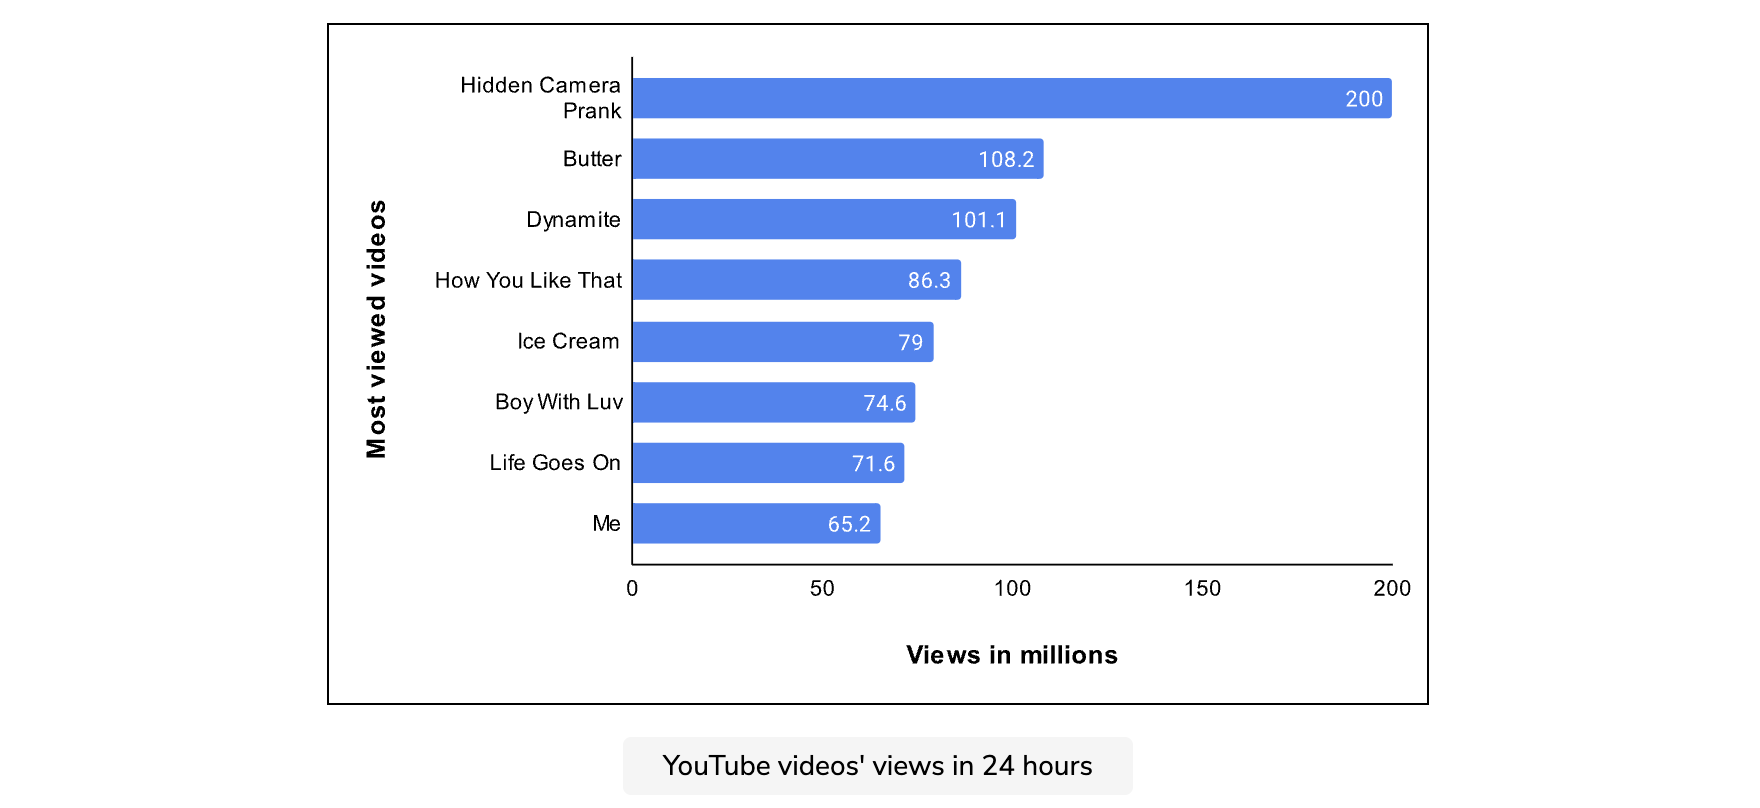 Hidden Camera
Prank
200
Butter
108.2
Dynamite
101.1
How You Like That
86.3
Ice Cream
79
Boy With Luv
74.6
Life Goes On
71.6
Me
65.2
Most viewed videos
0 50 100 150 200
Views in millions
YouTube videos' views in 24 hours